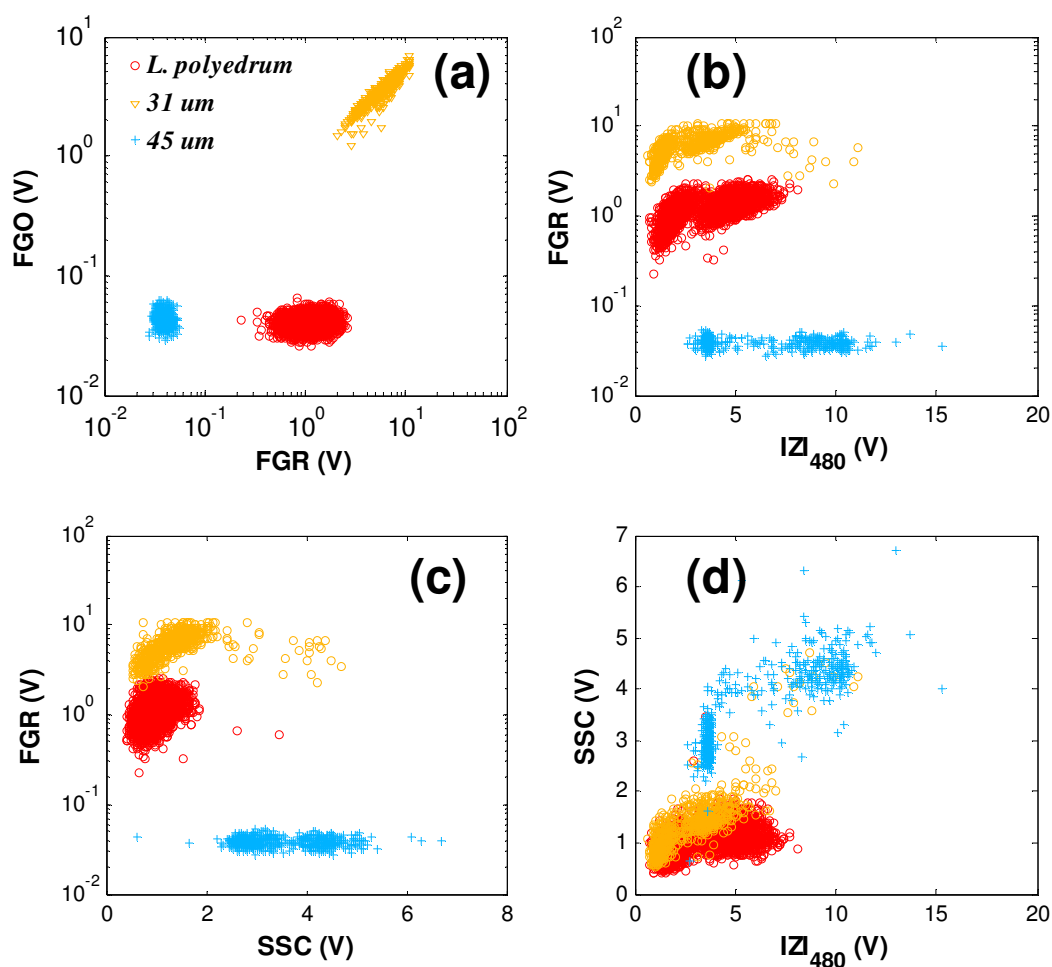 (a)
L. polyedrum
31 um
45 um
FGO (V)
10^1
10^0
10^-1
10^-2
10^-2 10^-1 10^0 10^1 10^2
FGR (V)
(b)
FGR (V)
10^2
10^1
10^0
10^-1
10^-2
0 5 10 15 20
IZI_480 (V)
(c)
FGR (V)
10^2
10^1
10^0
10^-1
10^-2
0 2 4 6 8
SSC (V)
(d)
SSC (V)
7
6
5
4
3
2
1
0
0 5 10 15 20
IZI_480 (V)